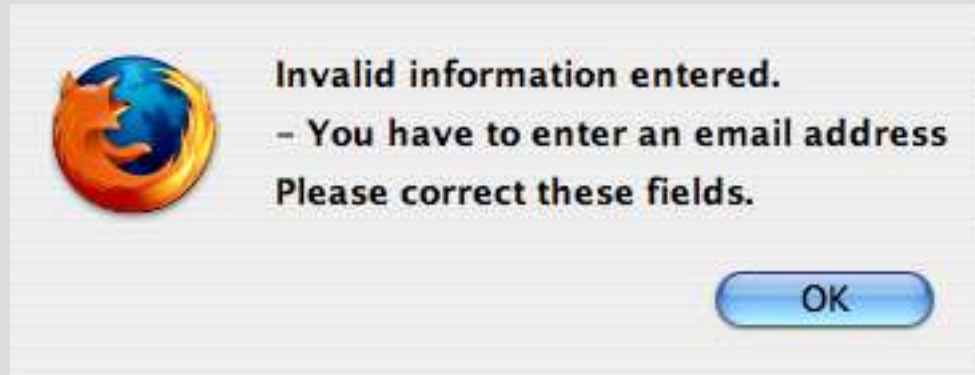 Invalid information entered.
- You have to enter an email address
Please correct these fields.
OK